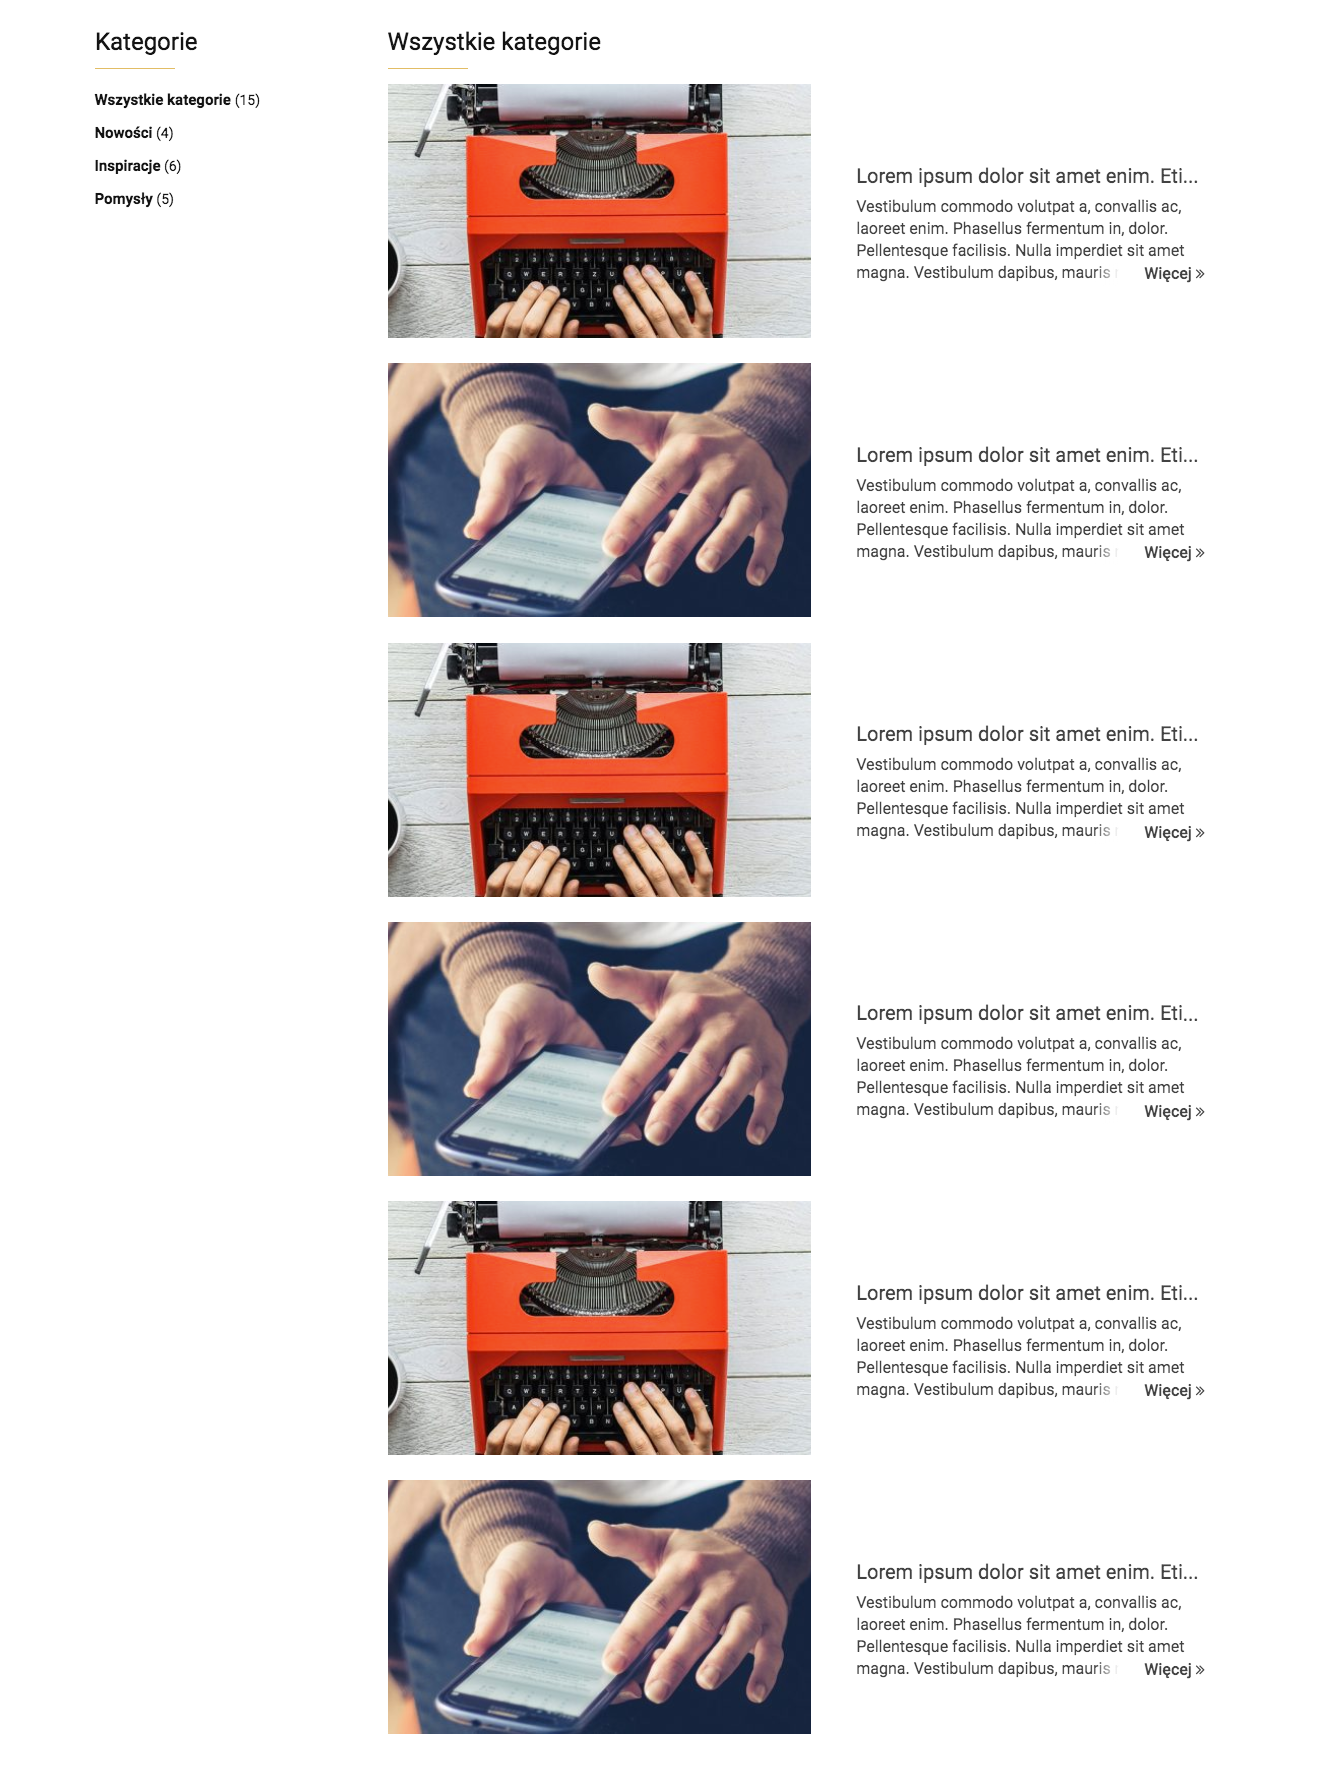 Kategorie
Wszystkie kategorie (15)
Nowości (4)
Inspiracje (6)
Pomysły (5)
Wszystkie kategorie
Lorem ipsum dolor sit amet enim. Eti...
Vestibulum commodo volutpat a, convallis ac,
laoreet enim. Phasellus fermentum in, dolor.
Pellentesque facilisis. Nulla imperdiet sit amet
magna. Vestibulum dapibus, mauris Więcej »
Lorem ipsum dolor sit amet enim. Eti...
Vestibulum commodo volutpat a, convallis ac,
laoreet enim. Phasellus fermentum in, dolor.
Pellentesque facilisis. Nulla imperdiet sit amet
magna. Vestibulum dapibus, mauris Więcej »
Lorem ipsum dolor sit amet enim. Eti...
Vestibulum commodo volutpat a, convallis ac,
laoreet enim. Phasellus fermentum in, dolor.
Pellentesque facilisis. Nulla imperdiet sit amet
magna. Vestibulum dapibus, mauris Więcej »
Lorem ipsum dolor sit amet enim. Eti...
Vestibulum commodo volutpat a, convallis ac,
laoreet enim. Phasellus fermentum in, dolor.
Pellentesque facilisis. Nulla imperdiet sit amet
magna. Vestibulum dapibus, mauris Więcej »
Lorem ipsum dolor sit amet enim. Eti...
Vestibulum commodo volutpat a, convallis ac,
laoreet enim. Phasellus fermentum in, dolor.
Pellentesque facilisis. Nulla imperdiet sit amet
magna. Vestibulum dapibus, mauris Więcej »
Lorem ipsum dolor sit amet enim. Eti...
Vestibulum commodo volutpat a, convallis ac,
laoreet enim. Phasellus fermentum in, dolor.
Pellentesque facilisis. Nulla imperdiet sit amet
magna. Vestibulum dapibus, mauris Więcej »